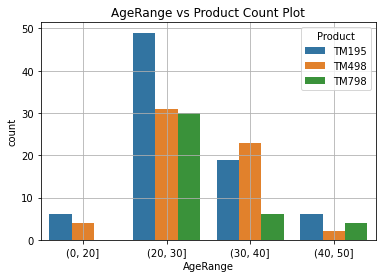 AgeRange vs Product Count Plot
Product
TM195
TM498
TM798
50
40
30
20
10
0
count
(0, 20]
(20, 30]
(30, 40]
(40, 50]
AgeRange